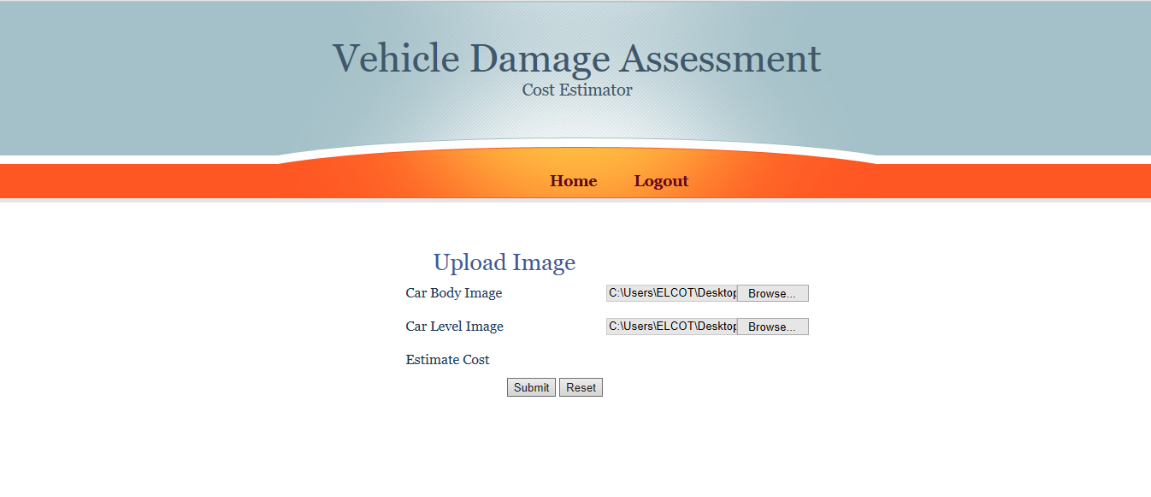 Vehicle Damage Assessment
Cost Estimator
Home Logout
Upload Image
Car Body Image C:\Users\ELCOT\Desktop Browse...
Car Level Image C:\Users\ELCOT\Desktop Browse...
Estimate Cost
Submit Reset